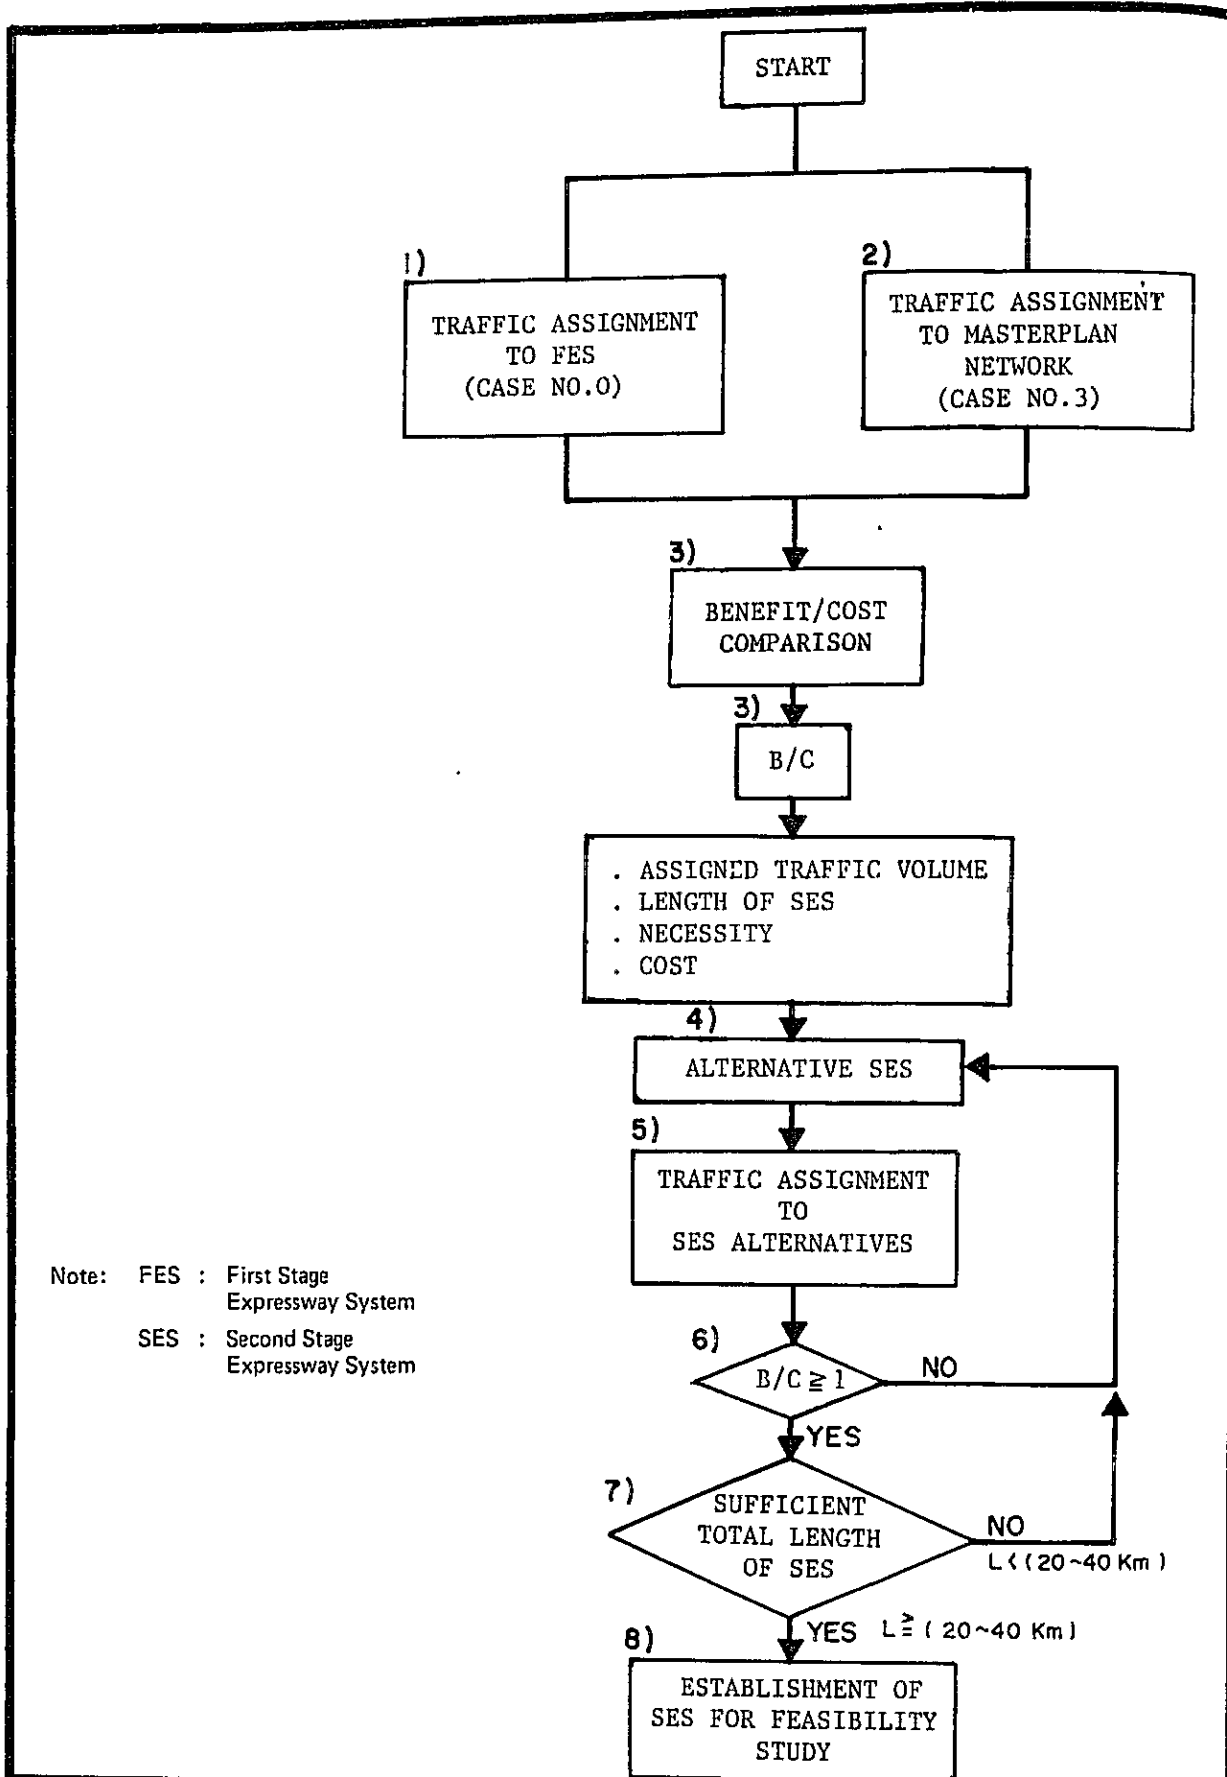 START
1)
TRAFFIC ASSIGNMENT
TO FES
(CASE NO.0)
2)
TRAFFIC ASSIGNMENT
TO MASTERPLAN
NETWORK
(CASE NO.3)
3)
BENEFIT/COST
COMPARISON
3)
B/C
. ASSIGNED TRAFFIC VOLUME
. LENGTH OF SES
. NECESSITY
. COST
4)
ALTERNATIVE SES
5)
TRAFFIC ASSIGNMENT
TO
SES ALTERNATIVES
Note: FES : First Stage
Expressway System
SES : Second Stage
Expressway System
6)
B/C ≧ 1
NO
YES
7)
SUFFICIENT
TOTAL LENGTH
OF SES
NO
L < (20~40 Km)
YES L ≧ (20~40 Km)
8)
ESTABLISHMENT OF
SES FOR FEASIBILITY
STUDY